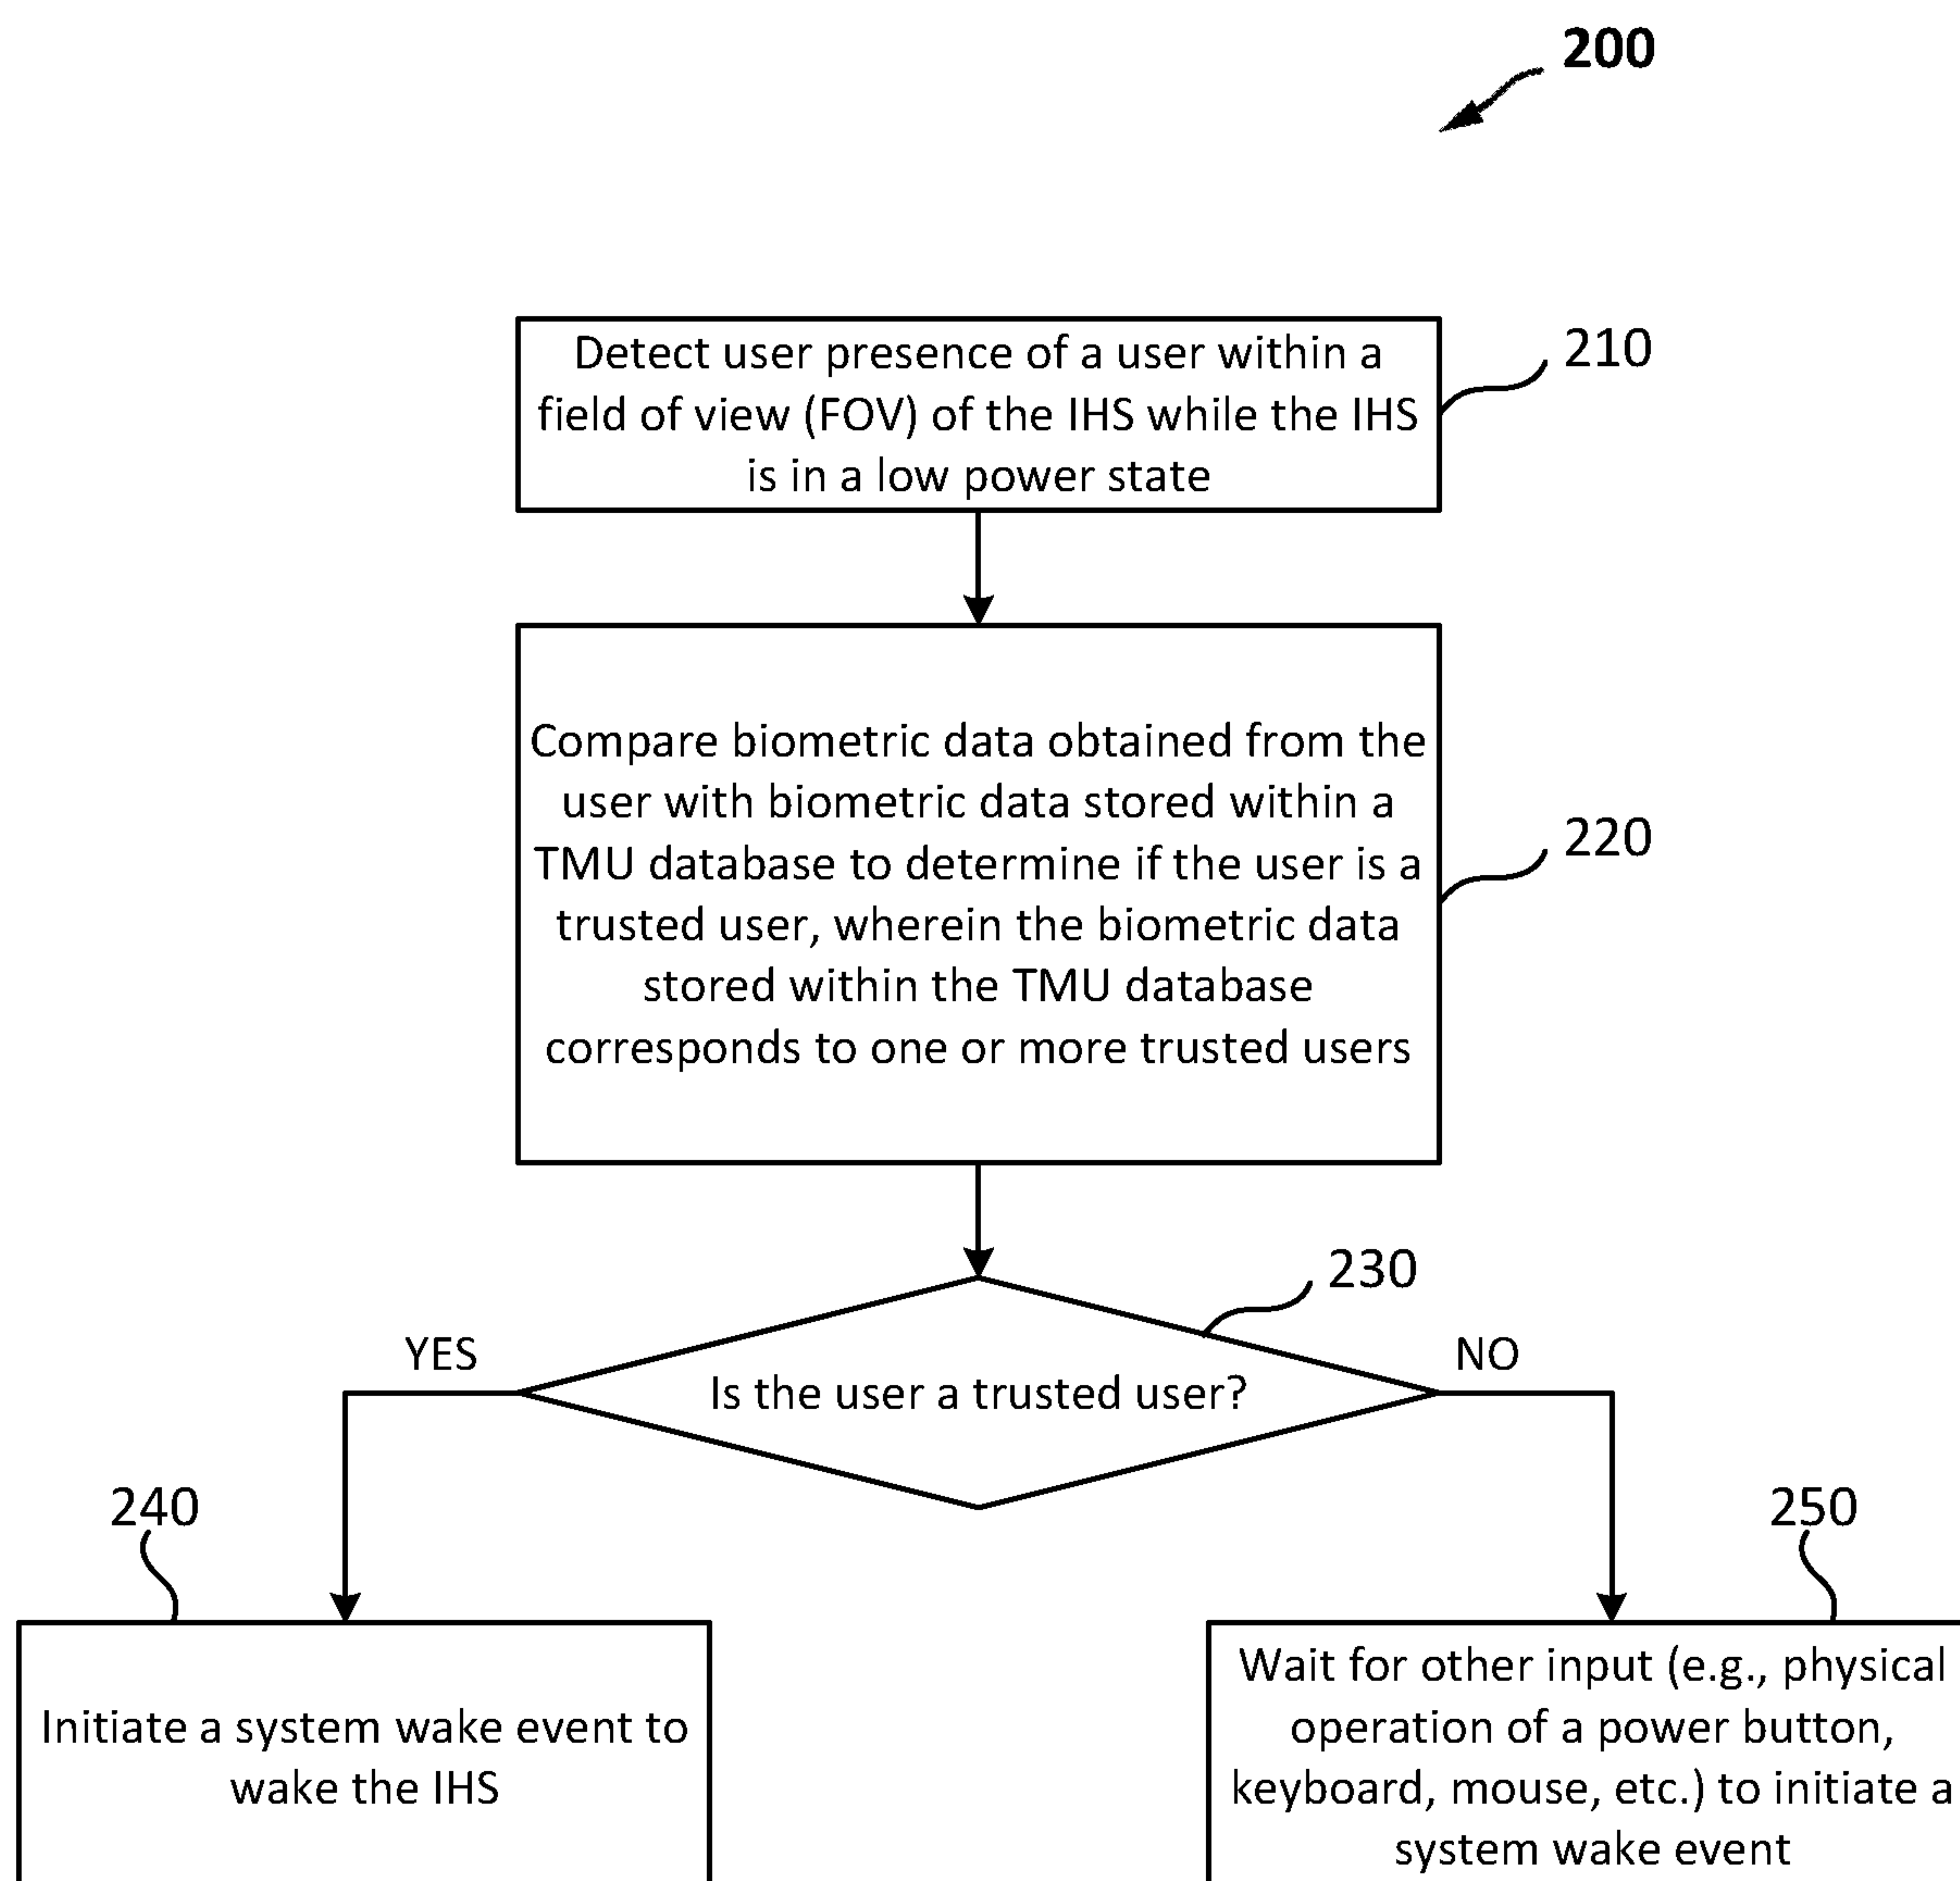 200
Detect user presence of a user within a
field of view (FOV) of the IHS while the IHS
is in a low power state
210
Compare biometric data obtained from the
user with biometric data stored within a
TMU database to determine if the user is a
trusted user, wherein the biometric data
stored within the TMU database
corresponds to one or more trusted users
220
230
YES
NO
Is the user a trusted user?
240
250
Initiate a system wake event to
wake the IHS
Wait for other input (e.g., physical
operation of a power button,
keyboard, mouse, etc.) to initiate a
system wake event